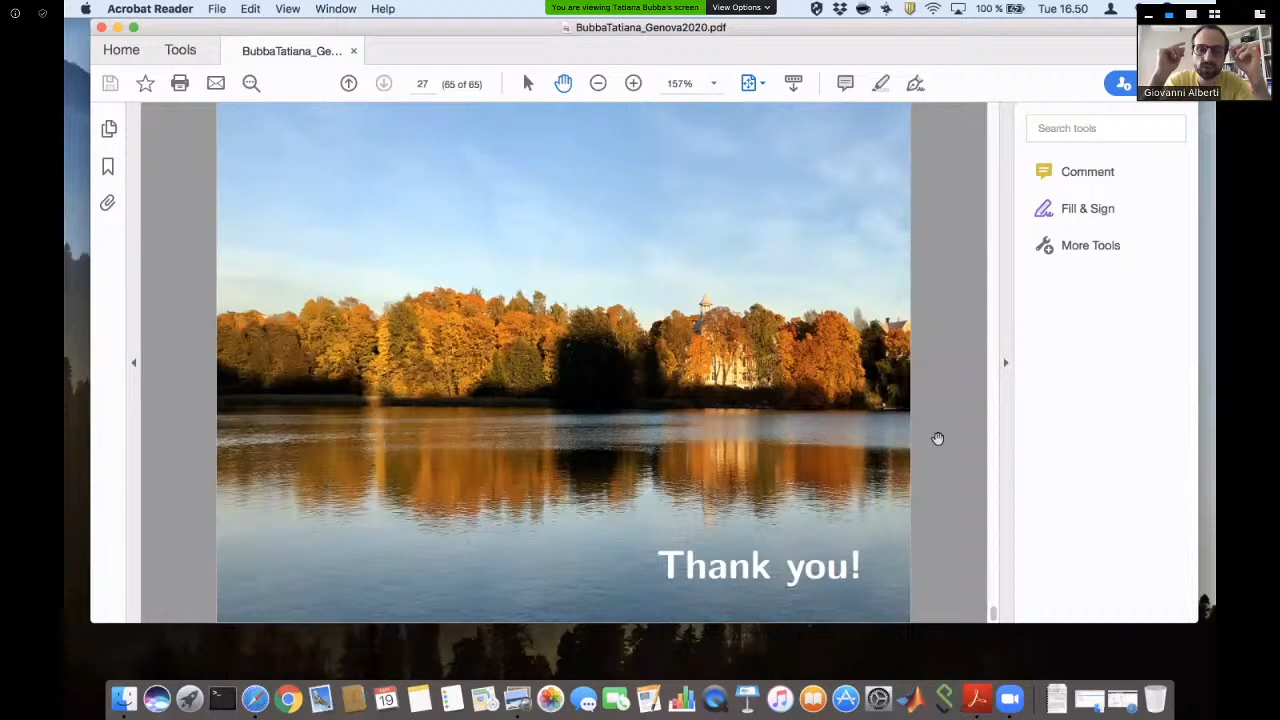 You are viewing Tatiana Bubba's screen
View Options
Acrobat Reader
File
Edit
View
Window
Help
100 %
Tue 16.50
BubbaTatiana_Genova2020.pdf
Home
Tools
BubbaTatiana_Ge...
27
(65 of 65)
157%
Giovanni Alberti
Search tools
Comment
Fill & Sign
More Tools
Thank you!
19